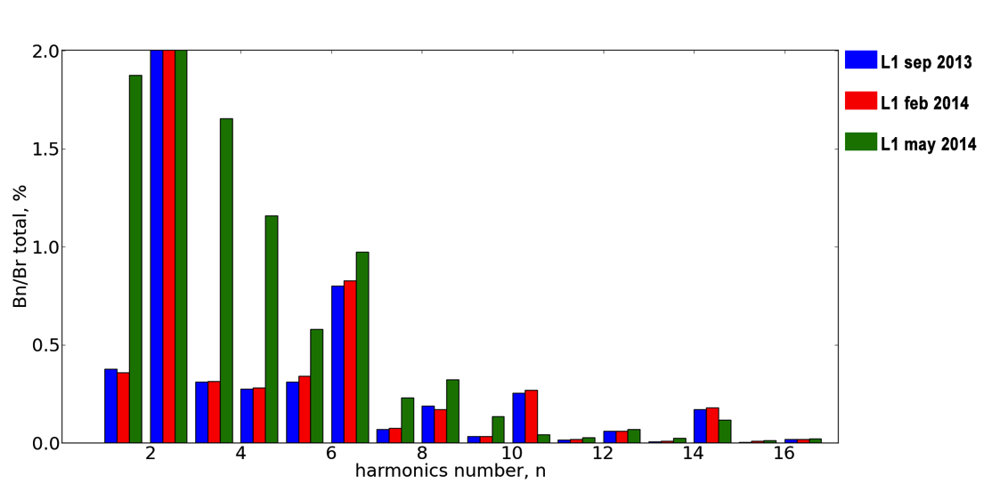 2.0
1.5
1.0
0.5
0.0
Bn/Br total, %
2 4 6 8 10 12 14 16
harmonics number, n
L1 sep 2013
L1 feb 2014
L1 may 2014